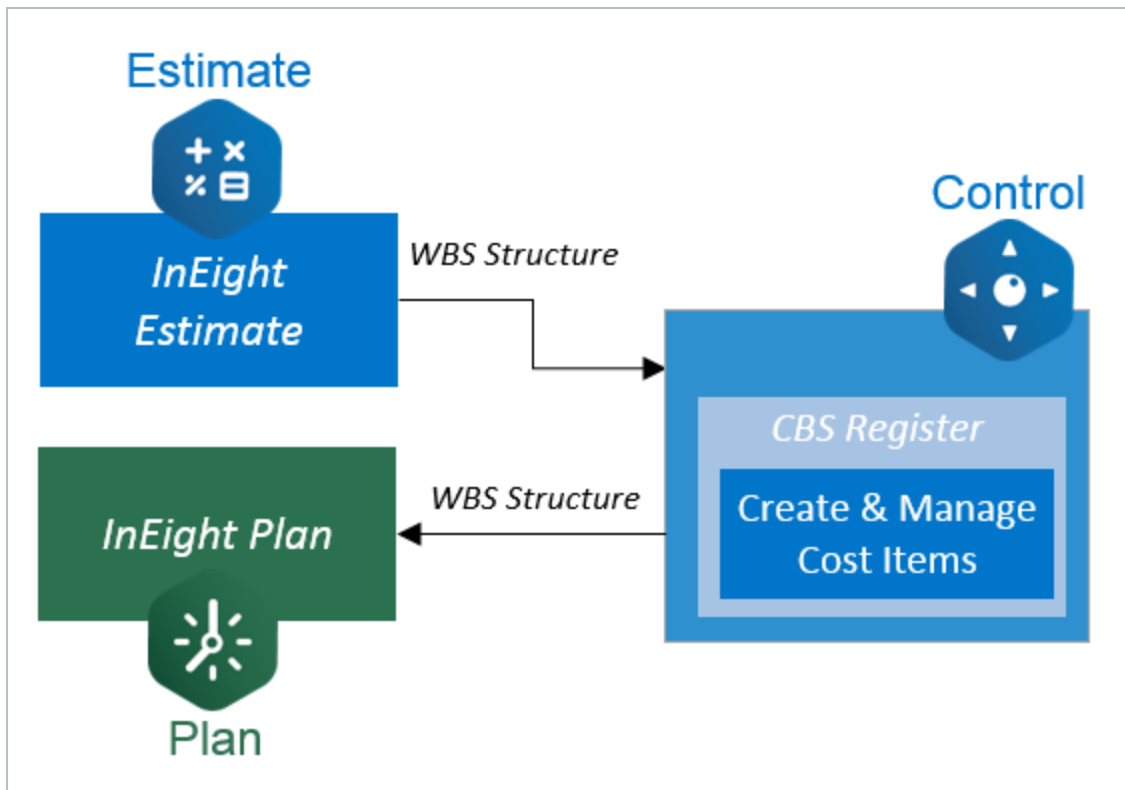 Estimate
InEight
Estimate
WBS Structure
Control
CBS Register
Create & Manage
Cost Items
WBS Structure
InEight Plan
Plan